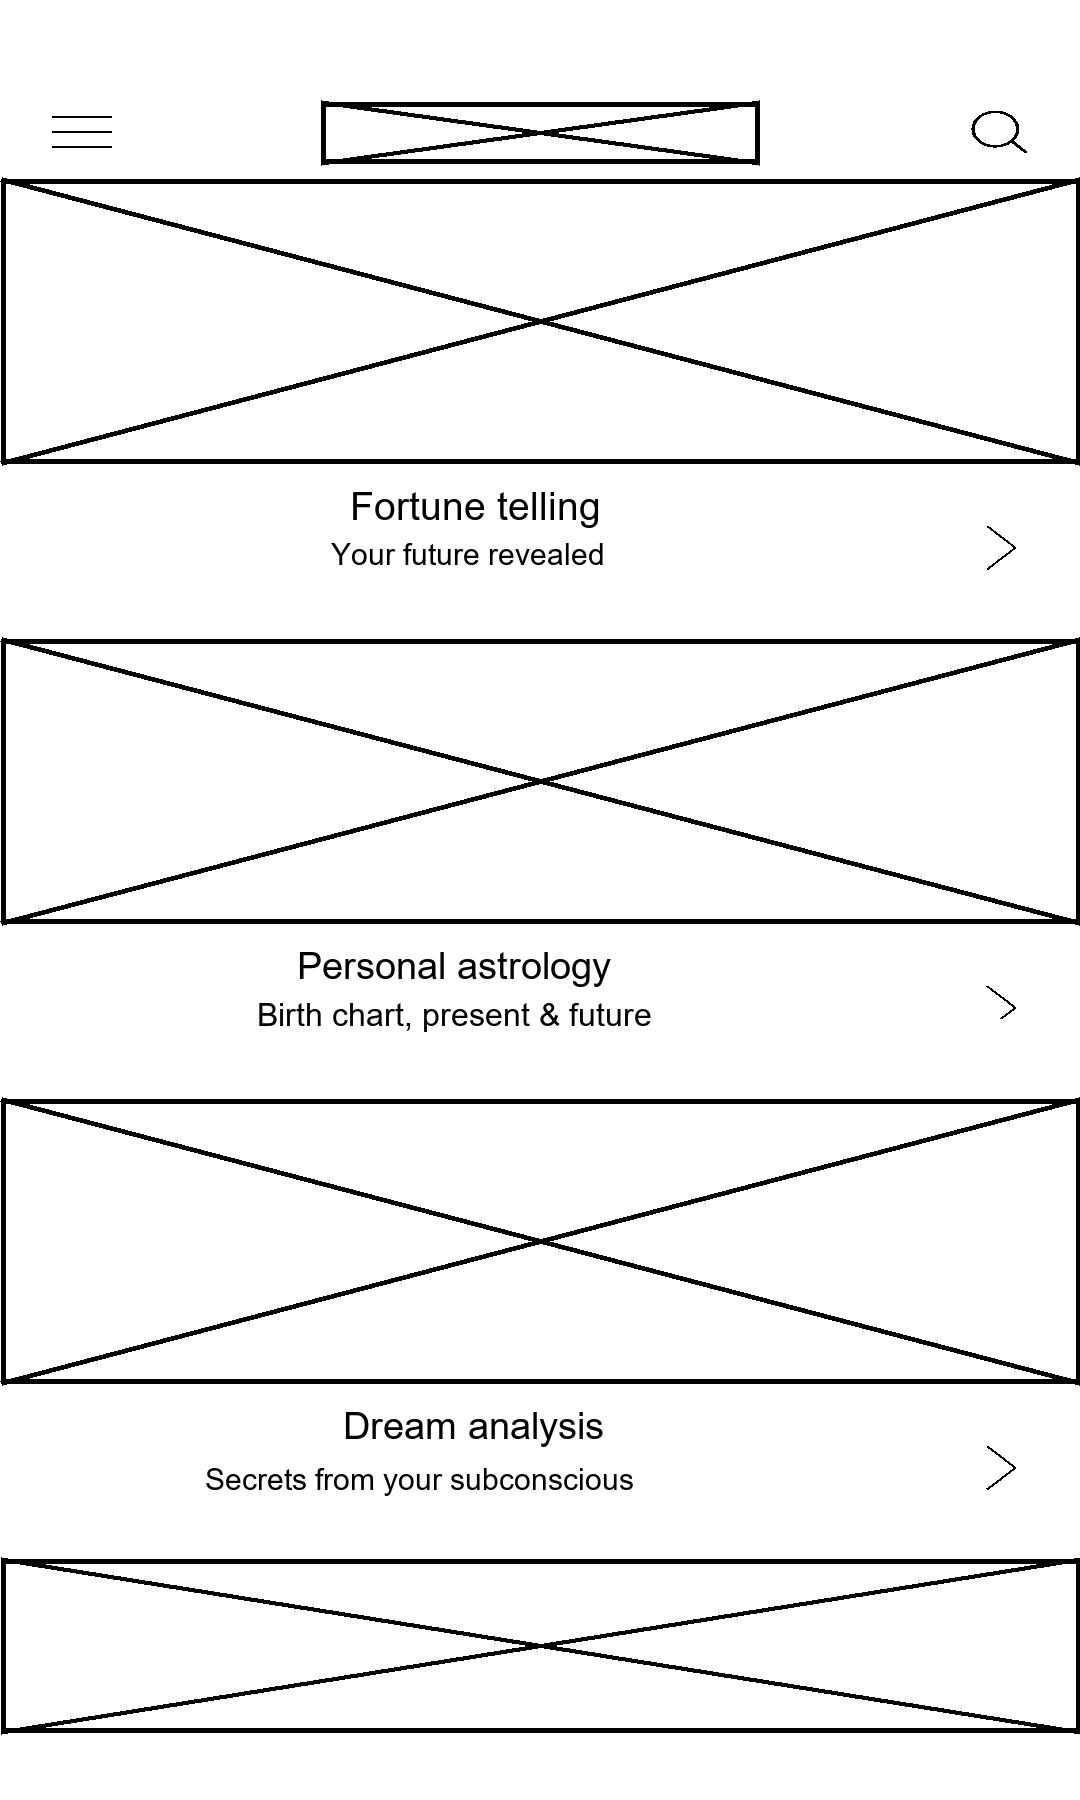 Fortune telling
Your future revealed
Personal astrology
Birth chart, present & future
Dream analysis
Secrets from your subconscious